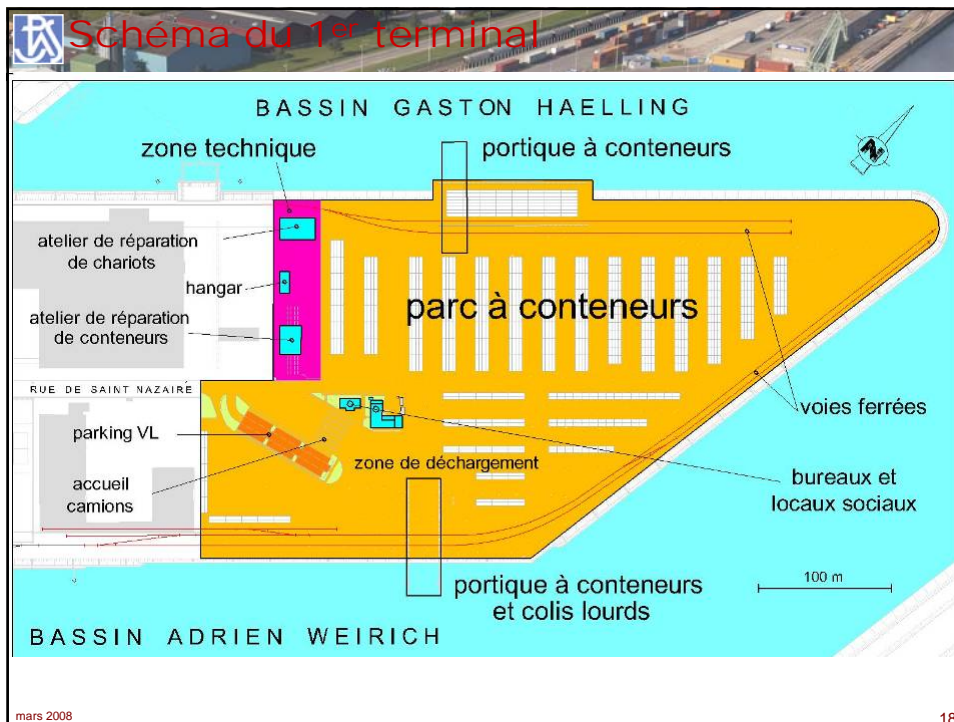 Schéma du 1er terminal
BASSIN GASTON HAELLING
zone technique
portique à conteneurs
N
atelier de réparation
de chariots
hangar
parc à conteneurs
atelier de réparation
de conteneurs
RUE DE SAINT NAZAIRÉ
voies ferrées
parking VL
zone de déchargement
accueil
camions
bureaux et
locaux sociaux
portique à conteneurs
et colis lourds
100 m
BASSIN ADRIEN WEIRICH
mars 2008
18